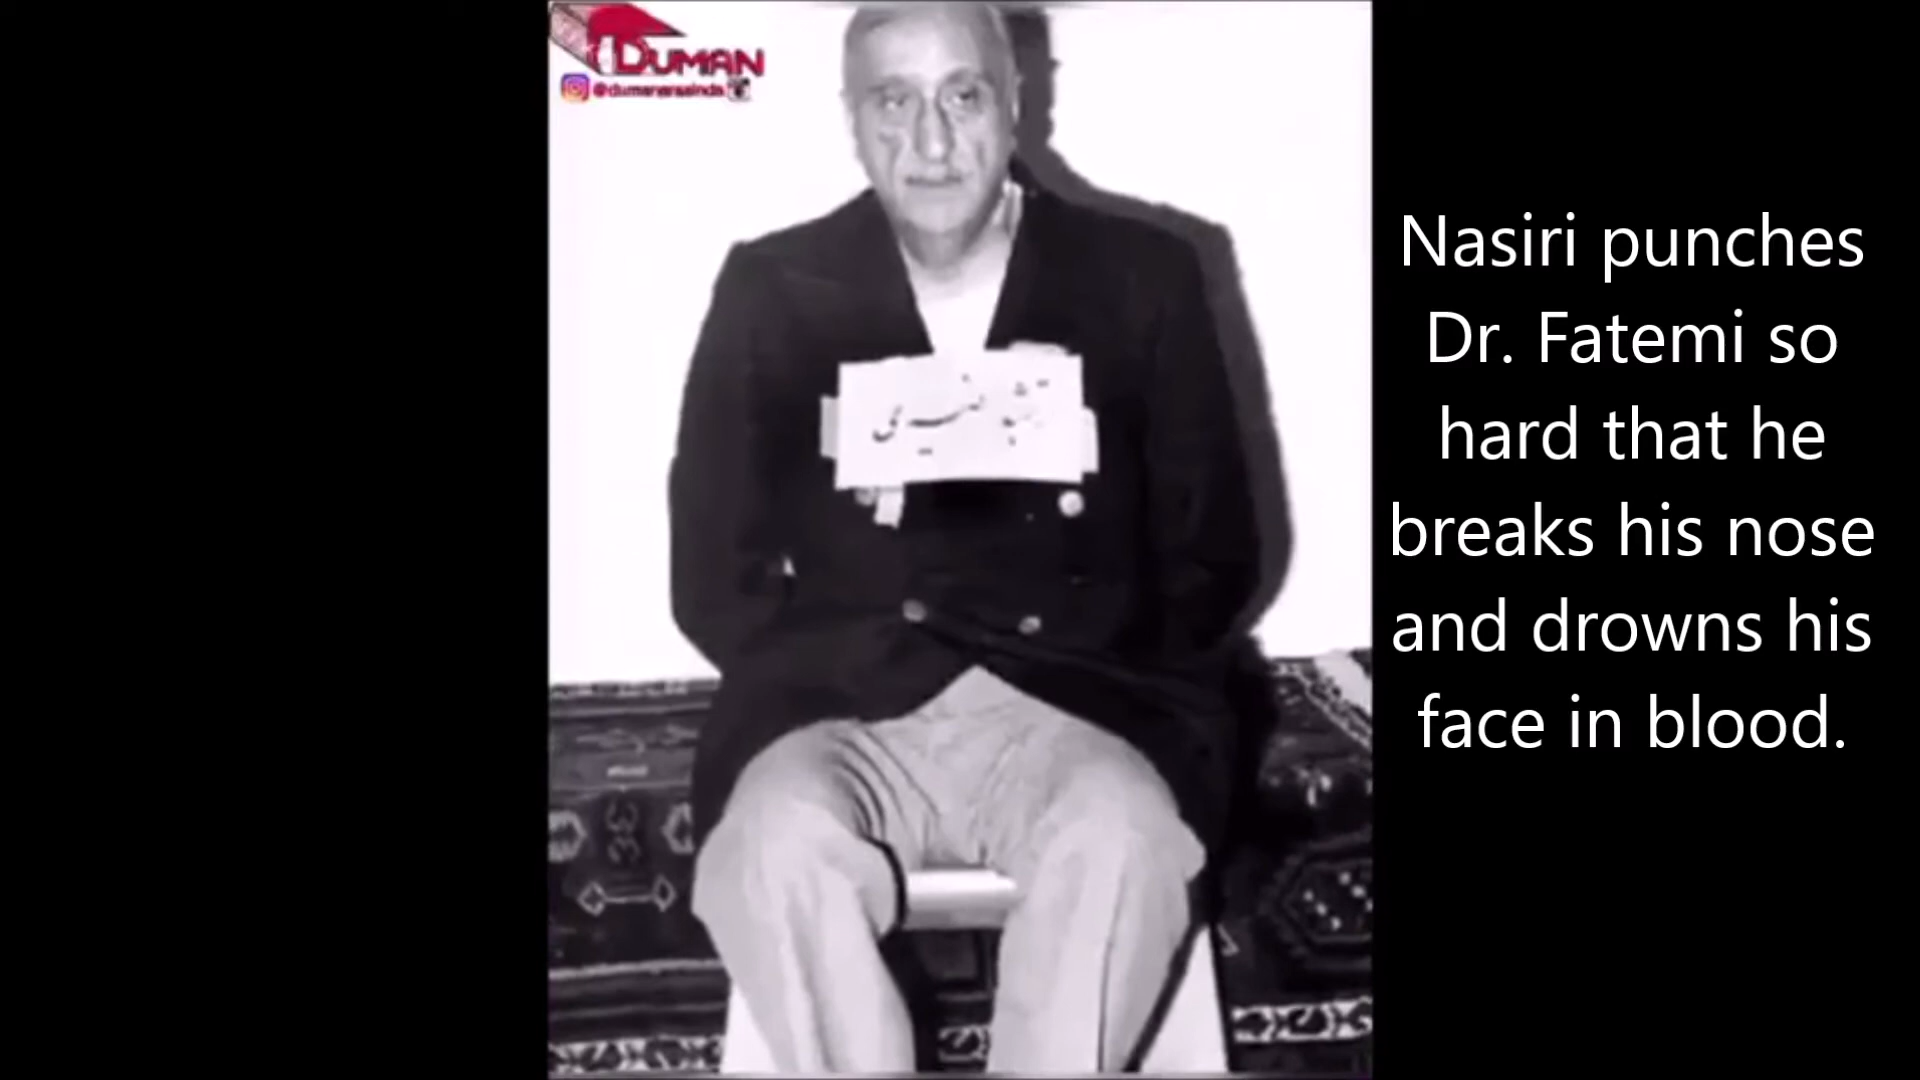 DUMAN
Nasiri punches
Dr. Fatemi so
hard that he
breaks his nose
and drowns his
face in blood.